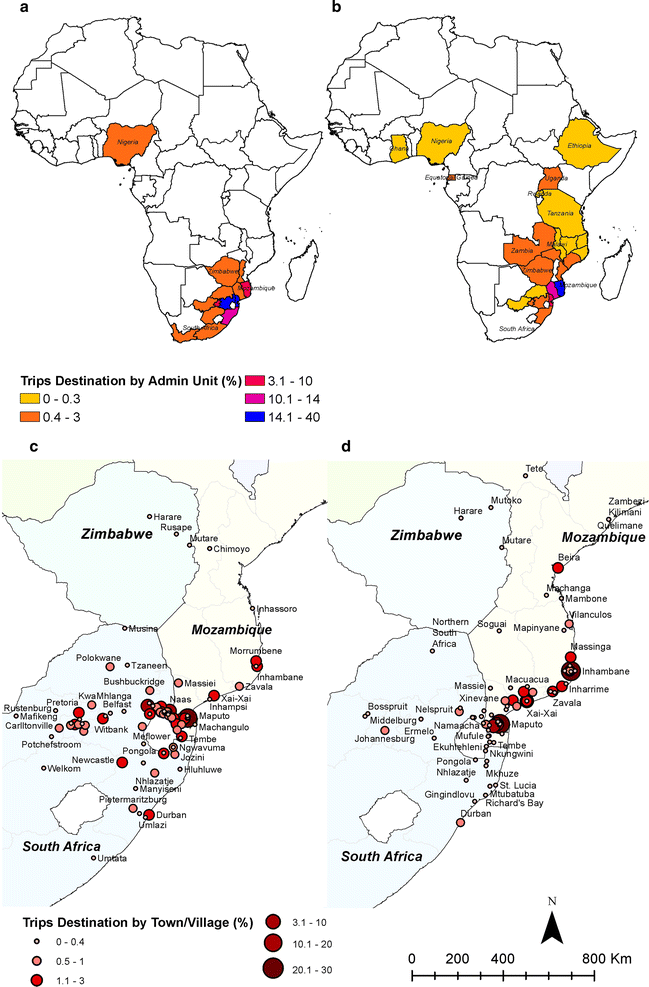 a
b
Nigeria
Zimbabwe
Mozambique
South Africa
Ghana
Nigeria
Ethiopia
Equatorial Guinea
Uganda
Rwanda
Tanzania
Malawi
Zambia
Zimbabwe
Mozambique
South Africa
Trips Destination by Admin Unit (%)
0 - 0.3
0.4 - 3
3.1 - 10
10.1 - 14
14.1 - 40
c
Harare
Rusape
Zimbabwe
Mutare
Chimoyo
Inhassoro
Musina
Mozambique
Polokwane
Tzaneen
Morrumbene
Inhambane
Bushbuckridge
Massiei
Zavala
KwaMhlanga
Naas
Xai-Xai
Pretoria
Belfast
Inhampsi
Rustenburg
Mafikeng
Maputo
Carlltonville
Witbank
Machangulo
Potchefstroom
Meflower
Tembe
Pongola
Ngwavuma
Jozini
Welkom
Newcastle
Hluhluwe
Nhlazatje
Manyiseni
Pietermaritzburg
Durban
Umlazi
South Africa
Umtata
d
Tete
Mutoko
Zambezi
Harare
Kilimani
Quelimane
Zimbabwe
Mozambique
Mutare
Beira
Machanga
Mambone
Northern
South
Africa
Soguai
Vilanculos
Mapinyane
Massinga
Inhambane
Macuacua
Massie
Inharrime
Xinevane
Zavala
Bosspruit
Nelspruit
Xai-Xai
Middelburg
Namaacha
Maputo
Johannesburg
Ermelo
Mufule
Tembe
Ekuhhleleni
Nkungwini
Pongola
Mkhuze
Nhlazatje
St. Lucia
Gingindlovu
Mtubatuba
Richard's Bay
Durban
South Africa
Trips Destination by Town/Village (%)
0 - 0.4
0.5 - 1
1.1 - 3
3.1 - 10
10.1 - 20
20.1 - 30
N
0 200 400 600 800 Km